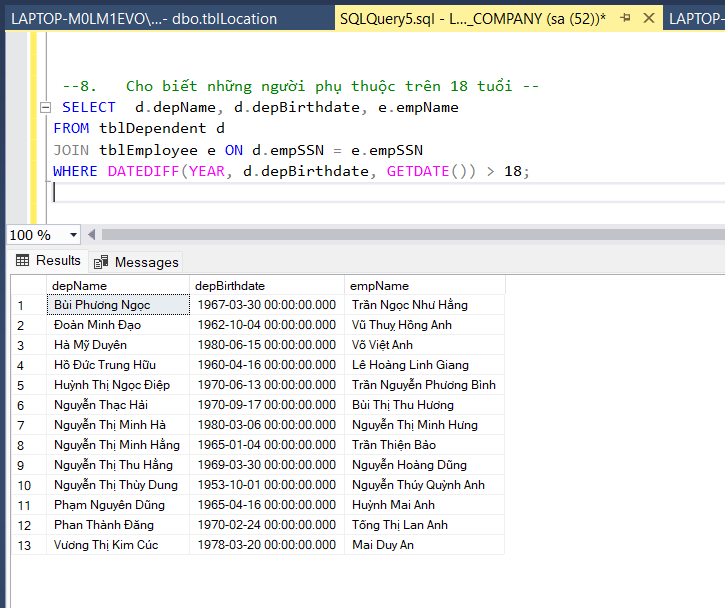 LAPTOP-M0LM1EVO\...- dbo.tblLocation SQLQuery5.sql - L..._COMPANY (sa (52))* LAPTOP-
--8. Cho biết những người phụ thuộc trên 18 tuổi --
SELECT d.depName, d.depBirthdate, e.empName
FROM tblDependent d
JOIN tblEmployee e ON d.empSSN = e.empSSN
WHERE DATEDIFF(YEAR, d.depBirthdate, GETDATE()) > 18;
100 %
Results Messages
depName depBirthdate empName
1 Bùi Phương Ngọc 1967-03-30 00:00:00.000 Trần Ngọc Như Hằng
2 Đoàn Minh Đạo 1962-10-04 00:00:00.000 Vũ Thuỵ Hồng Anh
3 Hà Mỹ Duyên 1980-06-15 00:00:00.000 Võ Việt Anh
4 Hồ Đức Trung Hữu 1960-04-16 00:00:00.000 Lê Hoàng Linh Giang
5 Huỳnh Thị Ngọc Điệp 1970-06-13 00:00:00.000 Trần Nguyễn Phương Bình
6 Nguyễn Thạc Hải 1970-09-17 00:00:00.000 Bùi Thị Thu Hương
7 Nguyễn Thị Minh Hà 1980-03-06 00:00:00.000 Nguyễn Thị Minh Hưng
8 Nguyễn Thị Minh Hằng 1965-01-04 00:00:00.000 Trần Thiện Bảo
9 Nguyễn Thị Thu Hằng 1969-03-30 00:00:00.000 Nguyễn Hoàng Dũng
10 Nguyễn Thị Thùy Dung 1953-10-01 00:00:00.000 Nguyễn Thúy Quỳnh Anh
11 Phạm Nguyên Dũng 1965-04-16 00:00:00.000 Huỳnh Mai Anh
12 Phan Thành Đăng 1970-02-24 00:00:00.000 Tống Thị Lan Anh
13 Vương Thị Kim Cúc 1978-03-20 00:00:00.000 Mai Duy An